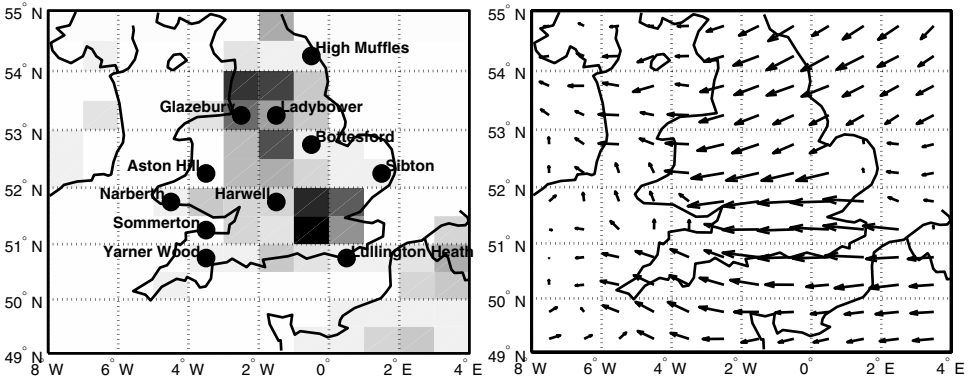 55° N
54° N
53° N
52° N
51° N
50° N
49° N
8° W
6° W
4° W
2° W
0°
2° E
4° E
High Muffles
Glazebury
Ladybower
Bottesford
Aston Hill
Sibton
Narberth
Harwell
Sommerton
Yarner Wood
Lullington Heath
55° N
54° N
53° N
52° N
51° N
50° N
49° N
8° W
6° W
4° W
2° W
0°
2° E
4° E